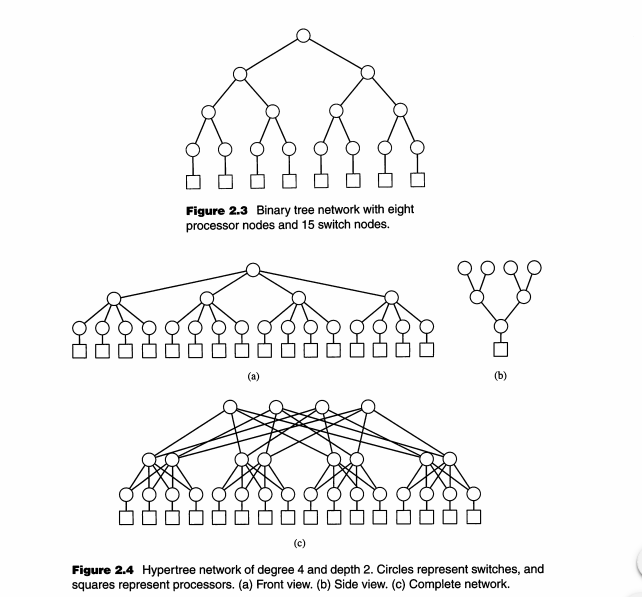 Figure 2.3 Binary tree network with eight
processor nodes and 15 switch nodes.
(a)
(b)
(c)
Figure 2.4 Hypertree network of degree 4 and depth 2. Circles represent switches, and
squares represent processors. (a) Front view. (b) Side view. (c) Complete network.